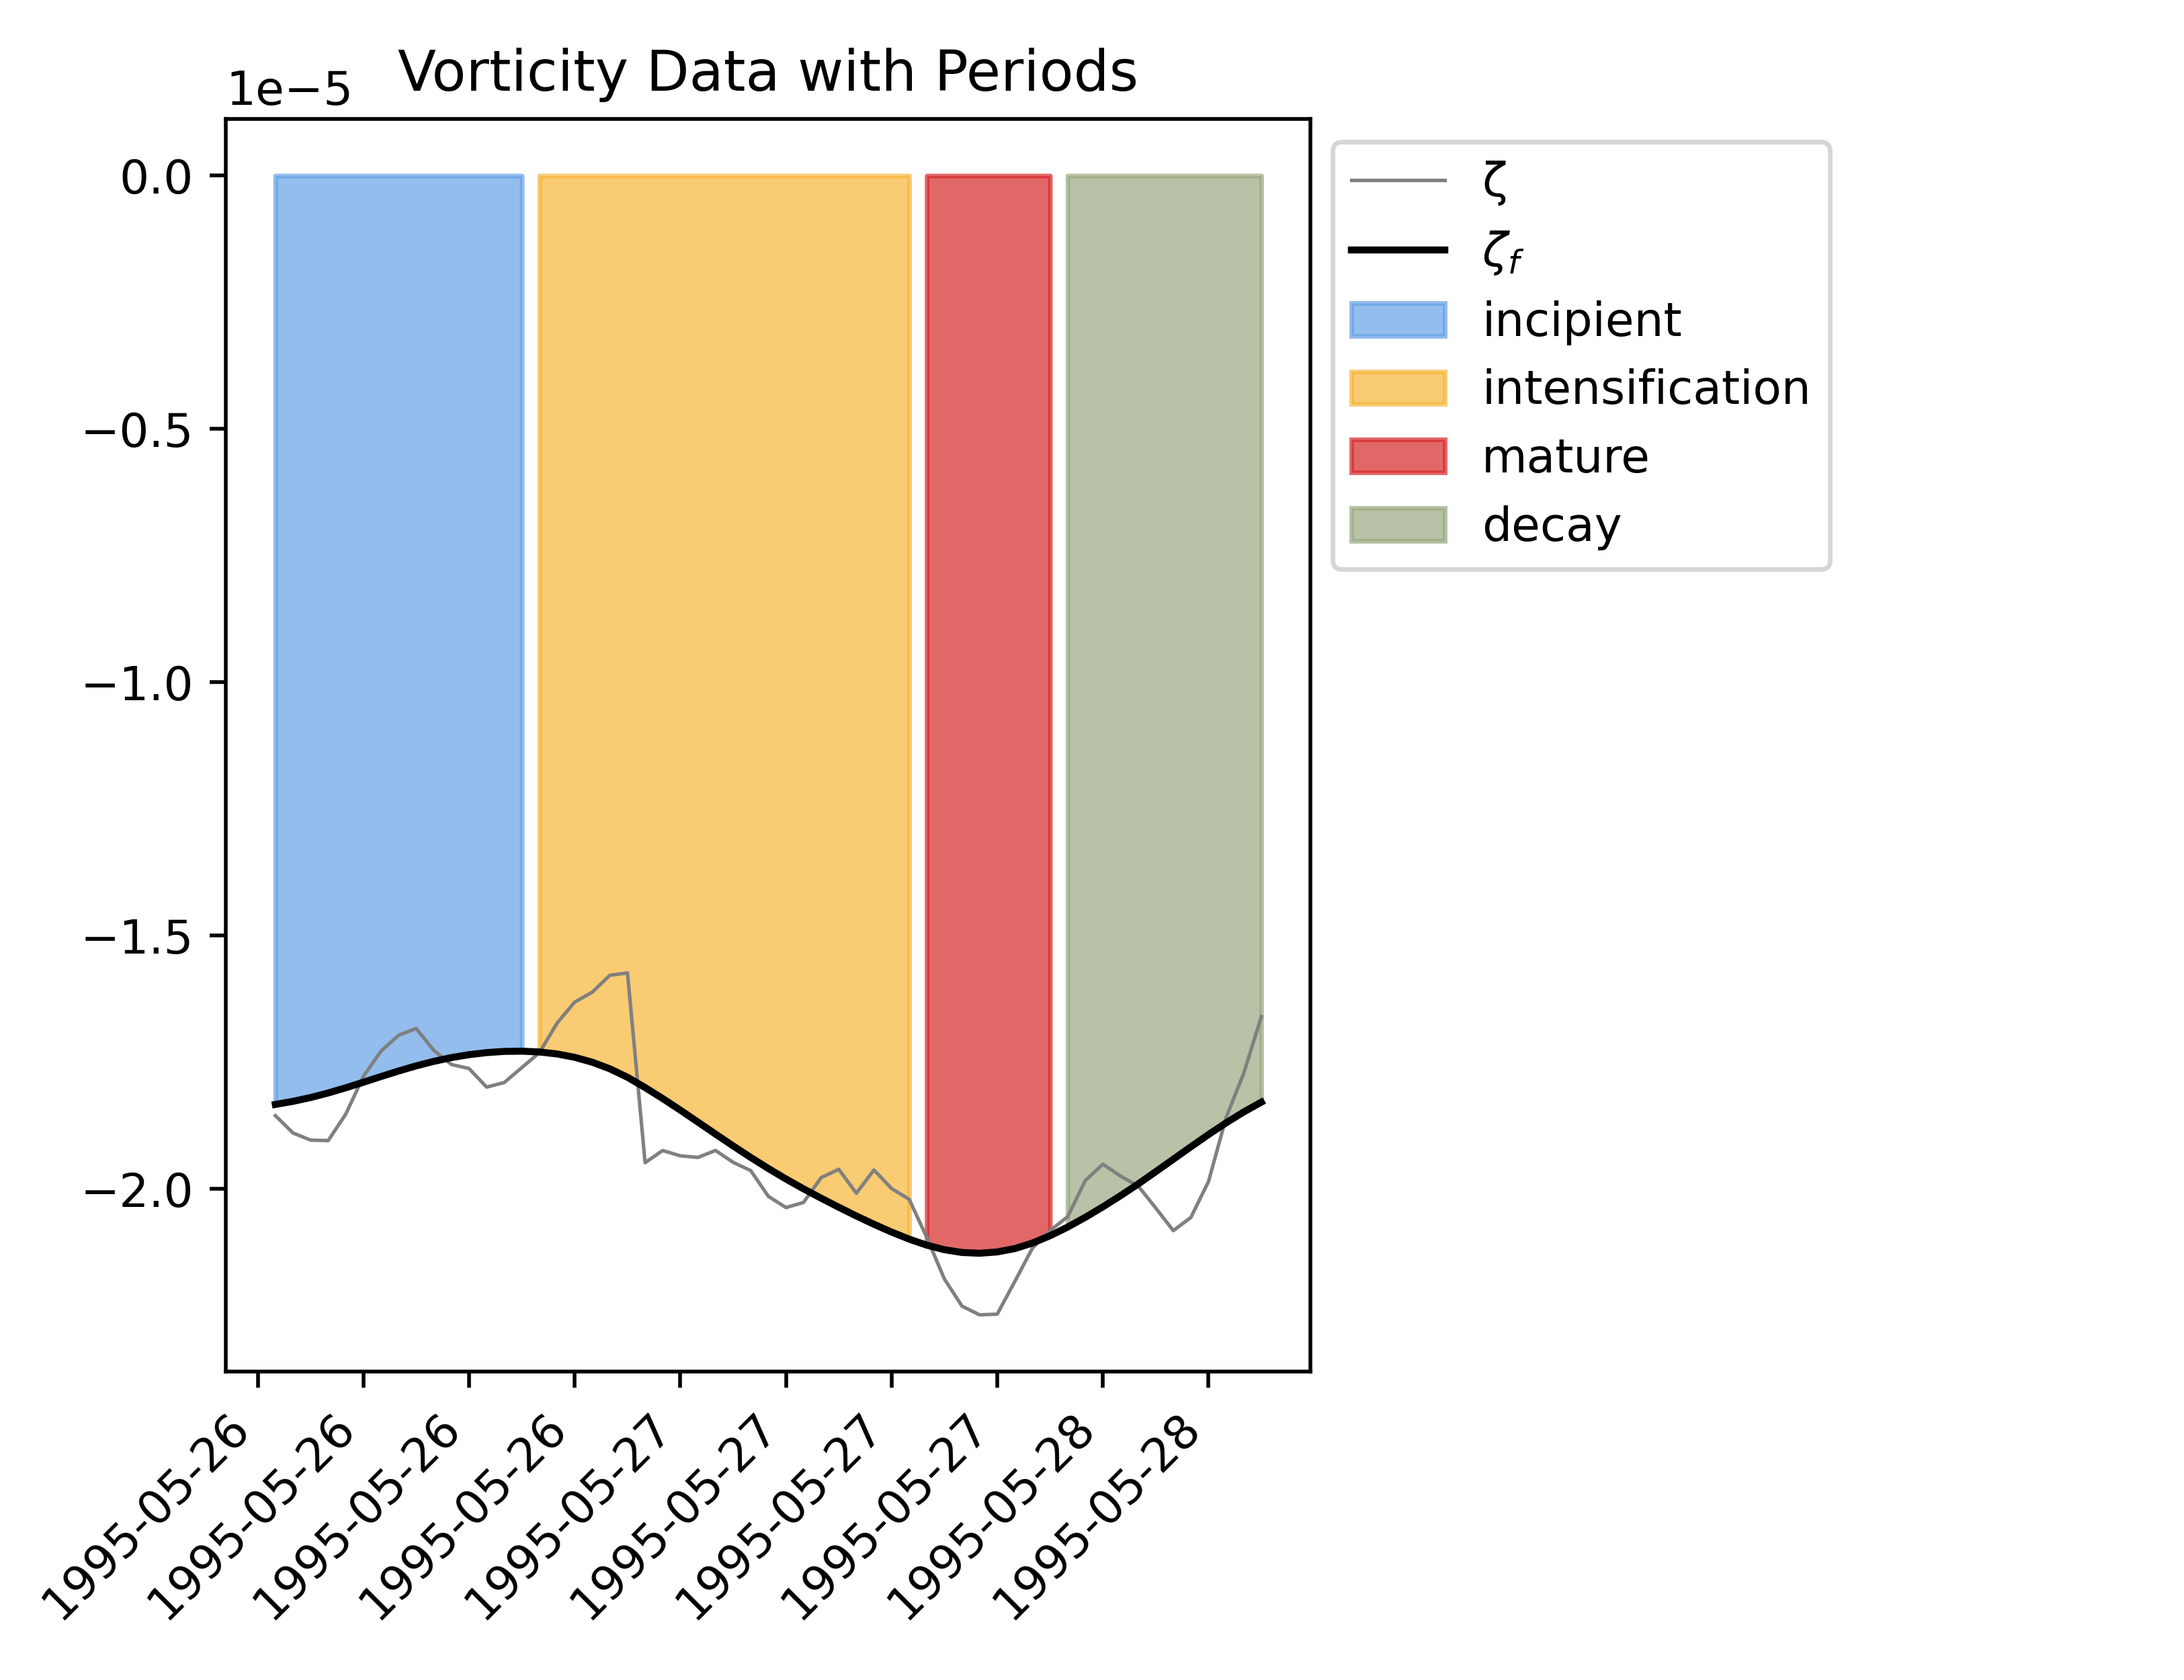 Vorticity Data with Periods
1e−5
0.0
−0.5
−1.0
−1.5
−2.0
1995-05-26
1995-05-26
1995-05-26
1995-05-26
1995-05-27
1995-05-27
1995-05-27
1995-05-27
1995-05-28
1995-05-28
ζ
ζf
incipient
intensification
mature
decay